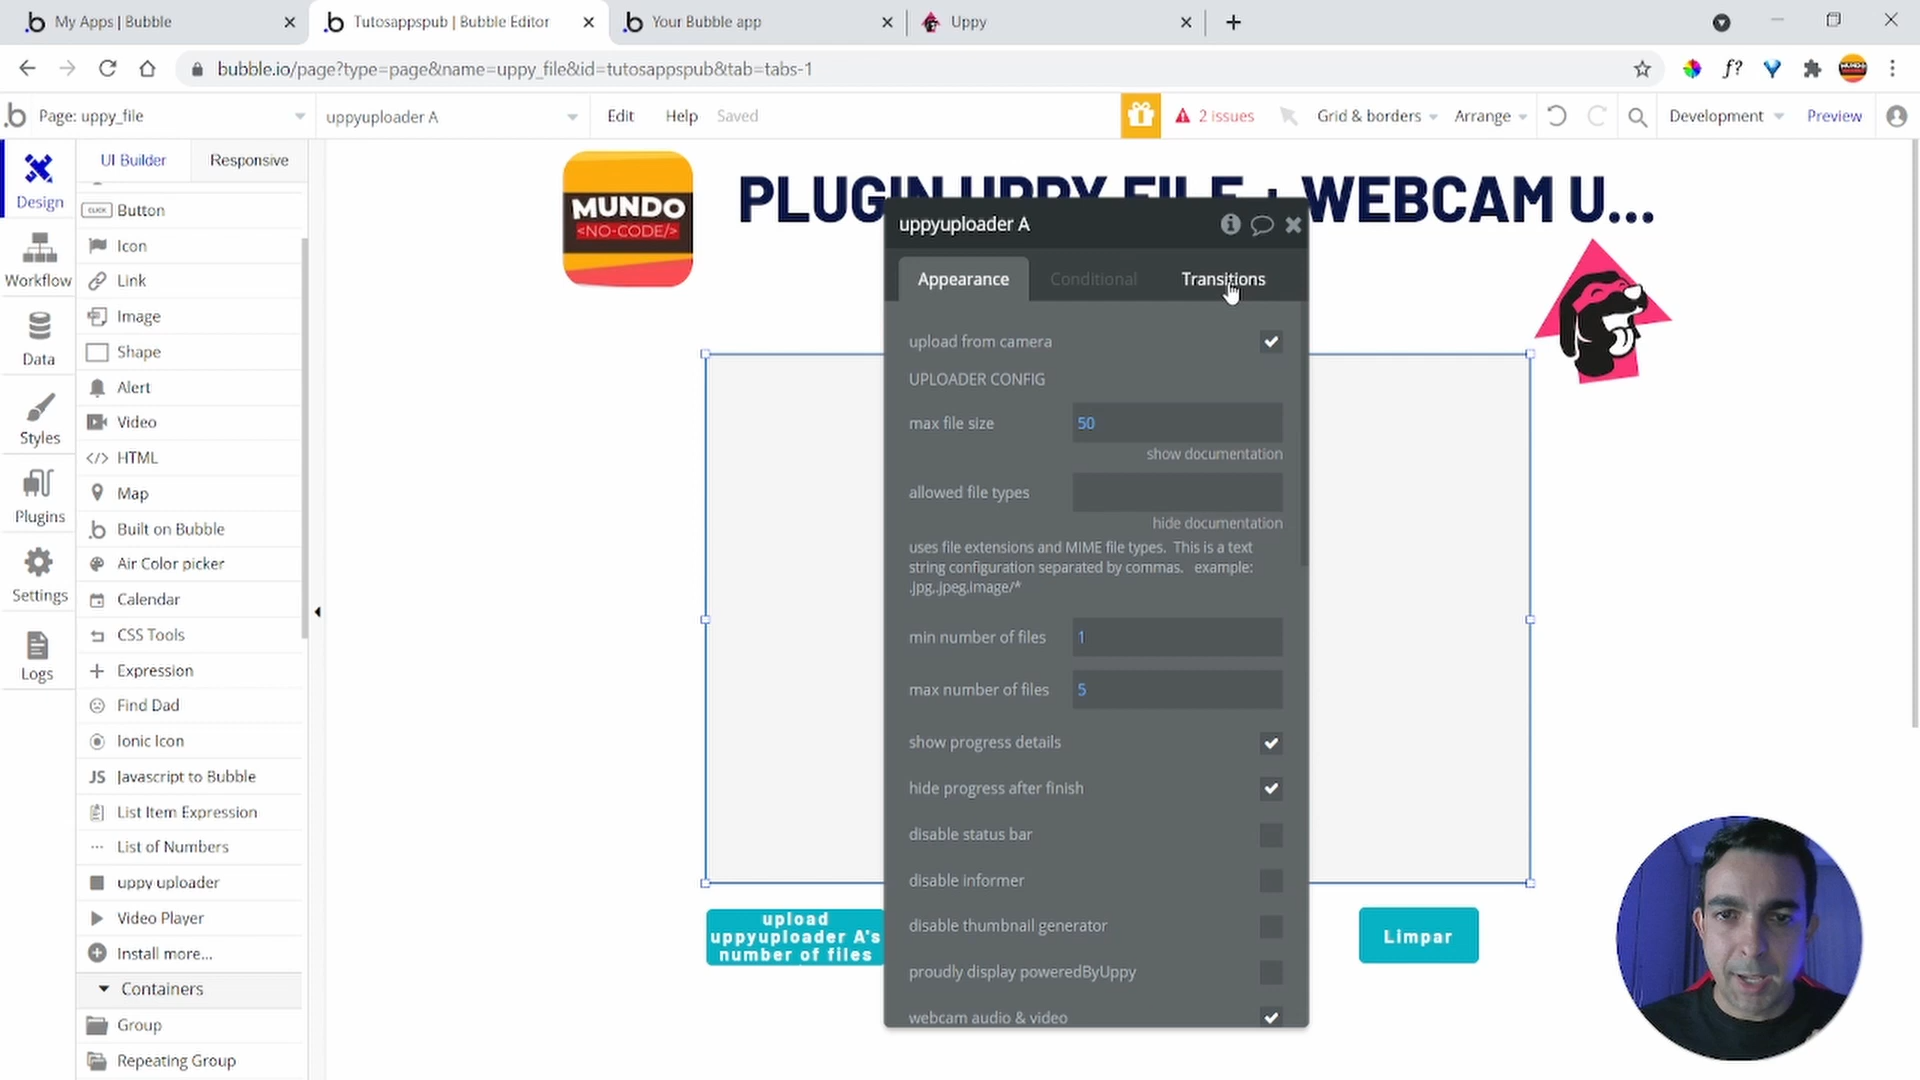 My Apps | Bubble
Tutosappspub | Bubble Editor
Your Bubble app
Uppy
bubble.io/page?type=page&name=uppy_file&id=tutosappspub&tab=tabs-1
f?
MUNDO
Page: uppy_file
uppyuploader A
Edit
Help
Saved
2 issues
Grid & borders
Arrange
Development
Preview
Design
Workflow
Data
Styles
Plugins
Settings
Logs
UI Builder
Responsive
CLICK Button
Icon
Link
Image
Shape
Alert
Video
</> HTML
Map
Built on Bubble
Air Color picker
Calendar
CSS Tools
Expression
Find Dad
Ionic Icon
JS Javascript to Bubble
List Item Expression
List of Numbers
uppy uploader
Video Player
Install more...
Containers
Group
Repeating Group
MUNDO
<NO-CODE/>
PLUGIN UPPY FILE + WEBCAM U...
uppyuploader A
Appearance
Conditional
Transitions
upload from camera
UPLOADER CONFIG
max file size
50
show documentation
allowed file types
hide documentation
uses file extensions and MIME file types. This is a text
string configuration separated by commas. example:
.jpg,.jpeg,image/*
min number of files
1
max number of files
5
show progress details
hide progress after finish
disable status bar
disable informer
disable thumbnail generator
proudly display poweredByUppy
webcam audio & video
upload
uppyuploader A's
number of files
Limpar